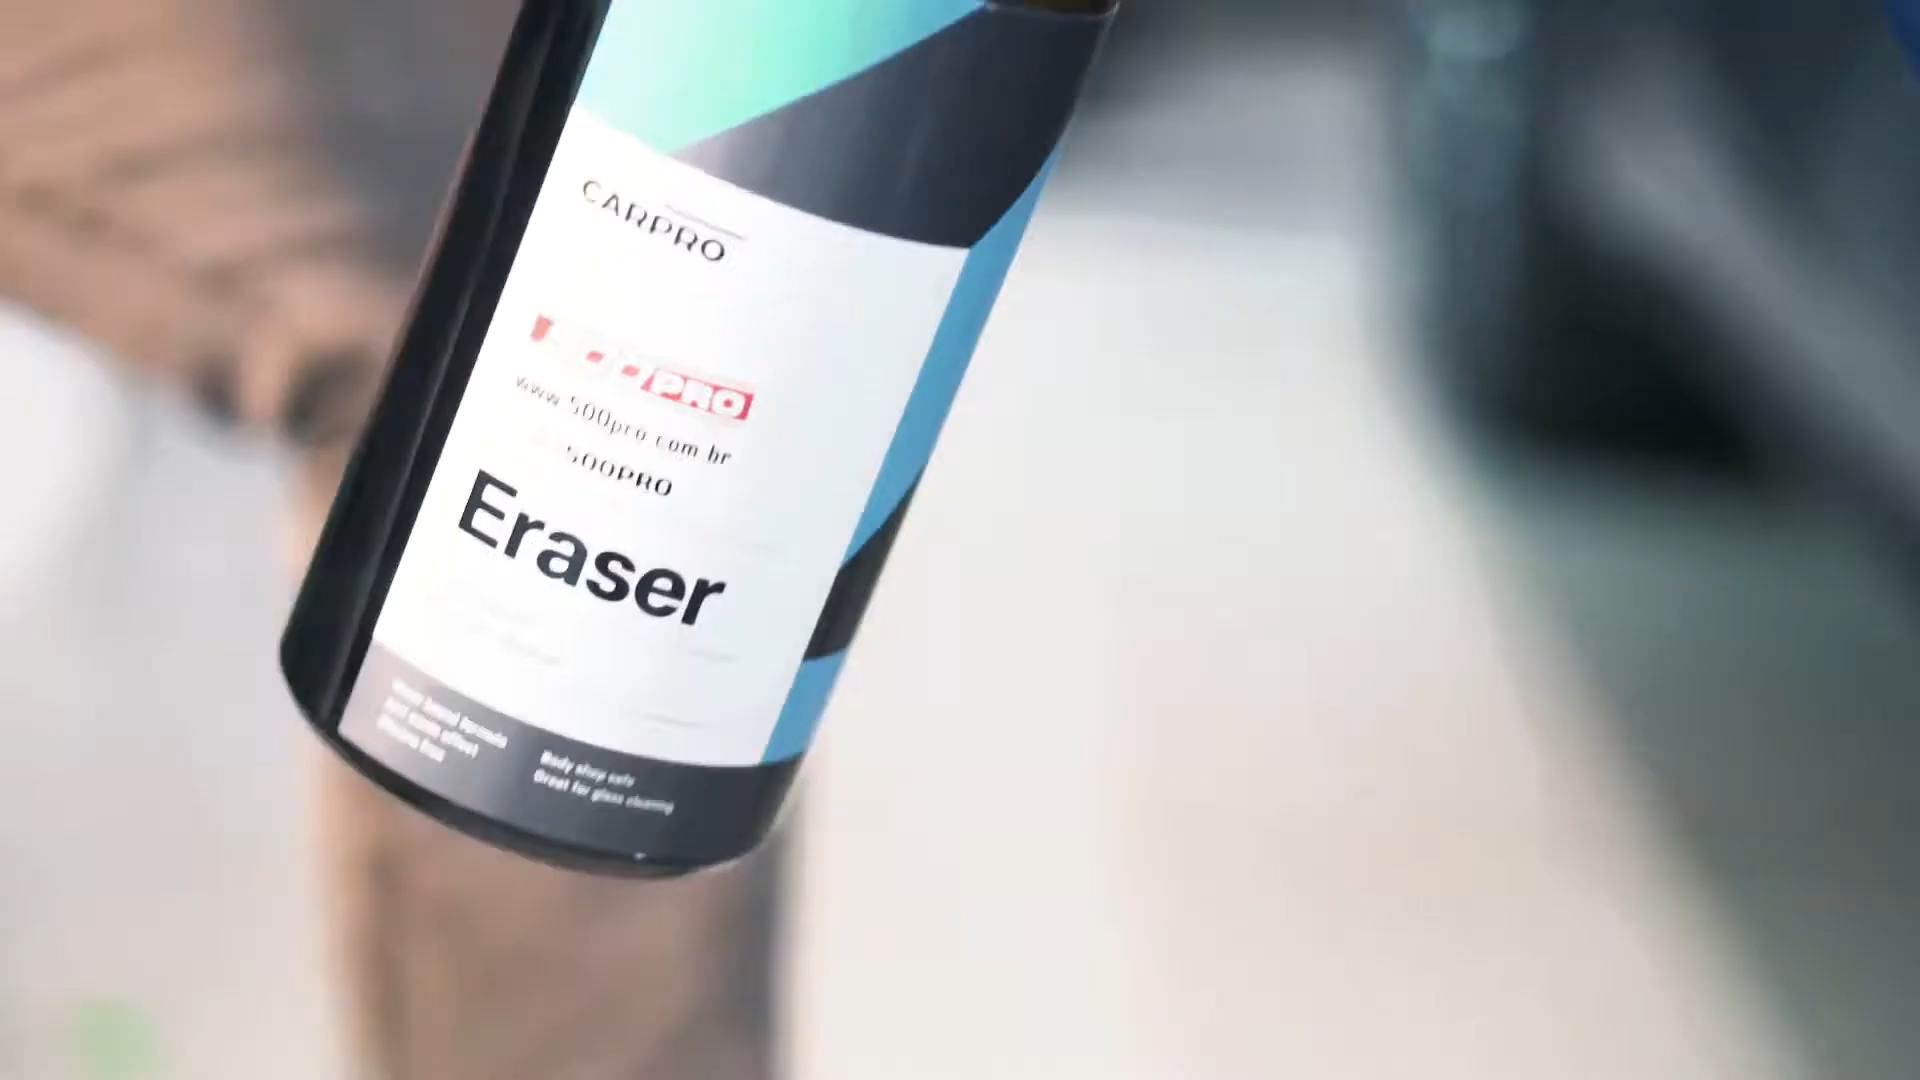 CARPRO
PRO
www.500pro.com.br
500PRO
Eraser
Body shop safe
Great for glass cleaning